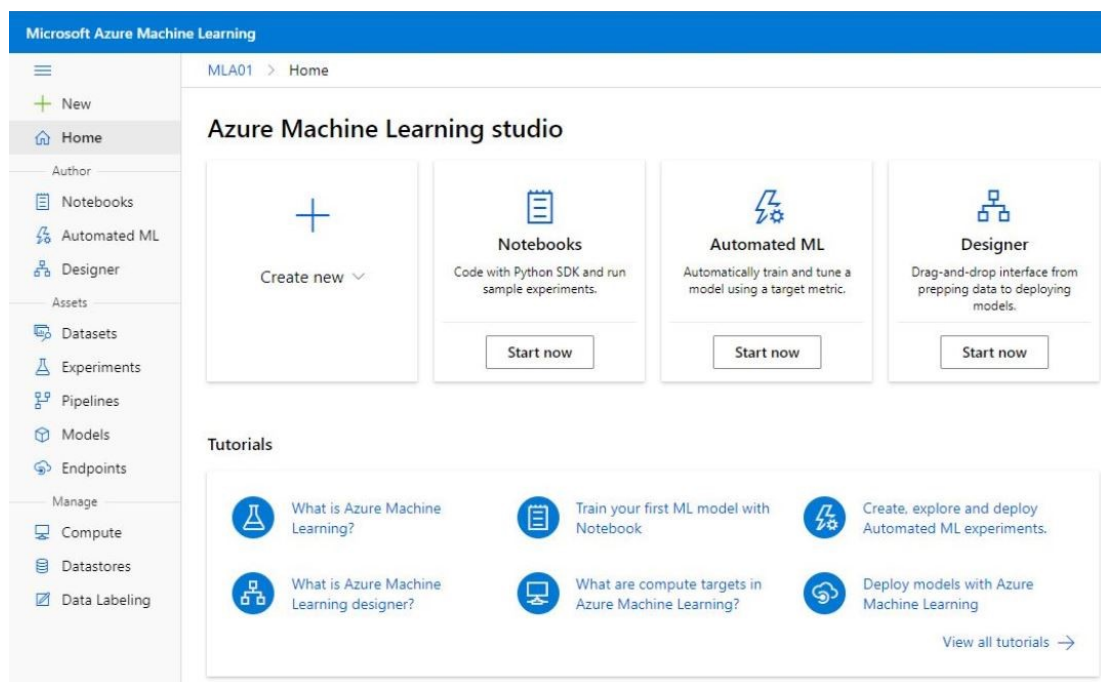 Microsoft Azure Machine Learning
MLA01 > Home
New
Home
Author
Notebooks
Automated ML
Designer
Assets
Datasets
Experiments
Pipelines
Models
Endpoints
Manage
Compute
Datastores
Data Labeling
Azure Machine Learning studio
Create new
Notebooks
Code with Python SDK and run
sample experiments.
Start now
Automated ML
Automatically train and tune a
model using a target metric.
Start now
Designer
Drag-and-drop interface from
prepping data to deploying
models.
Start now
Tutorials
What is Azure Machine
Learning?
Train your first ML model with
Notebook
Create, explore and deploy
Automated ML experiments.
What is Azure Machine
Learning designer?
What are compute targets in
Azure Machine Learning?
Deploy models with Azure
Machine Learning
View all tutorials →